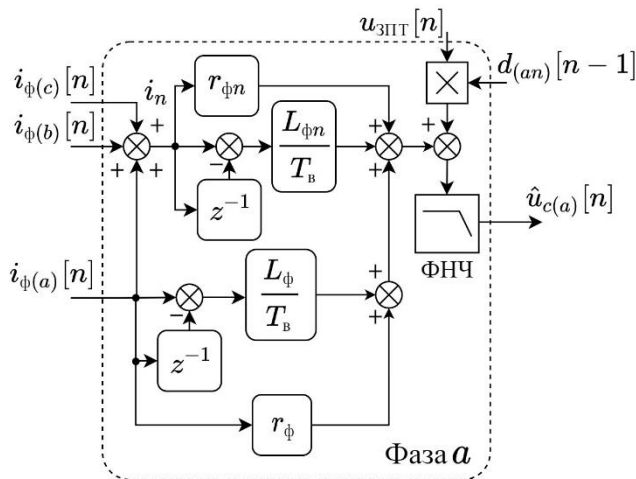 u_ЗПТ[n]
d_(an)[n − 1]
i_ф(c)[n]
i_n
r_фn
×
i_ф(b)[n]
+
+
+
−
L_фn
T_в
+
+
+
+
z^−1
û_c(a)[n]
ФНЧ
i_ф(a)[n]
−
L_ф
T_в
+
+
z^−1
r_ф
Фаза a